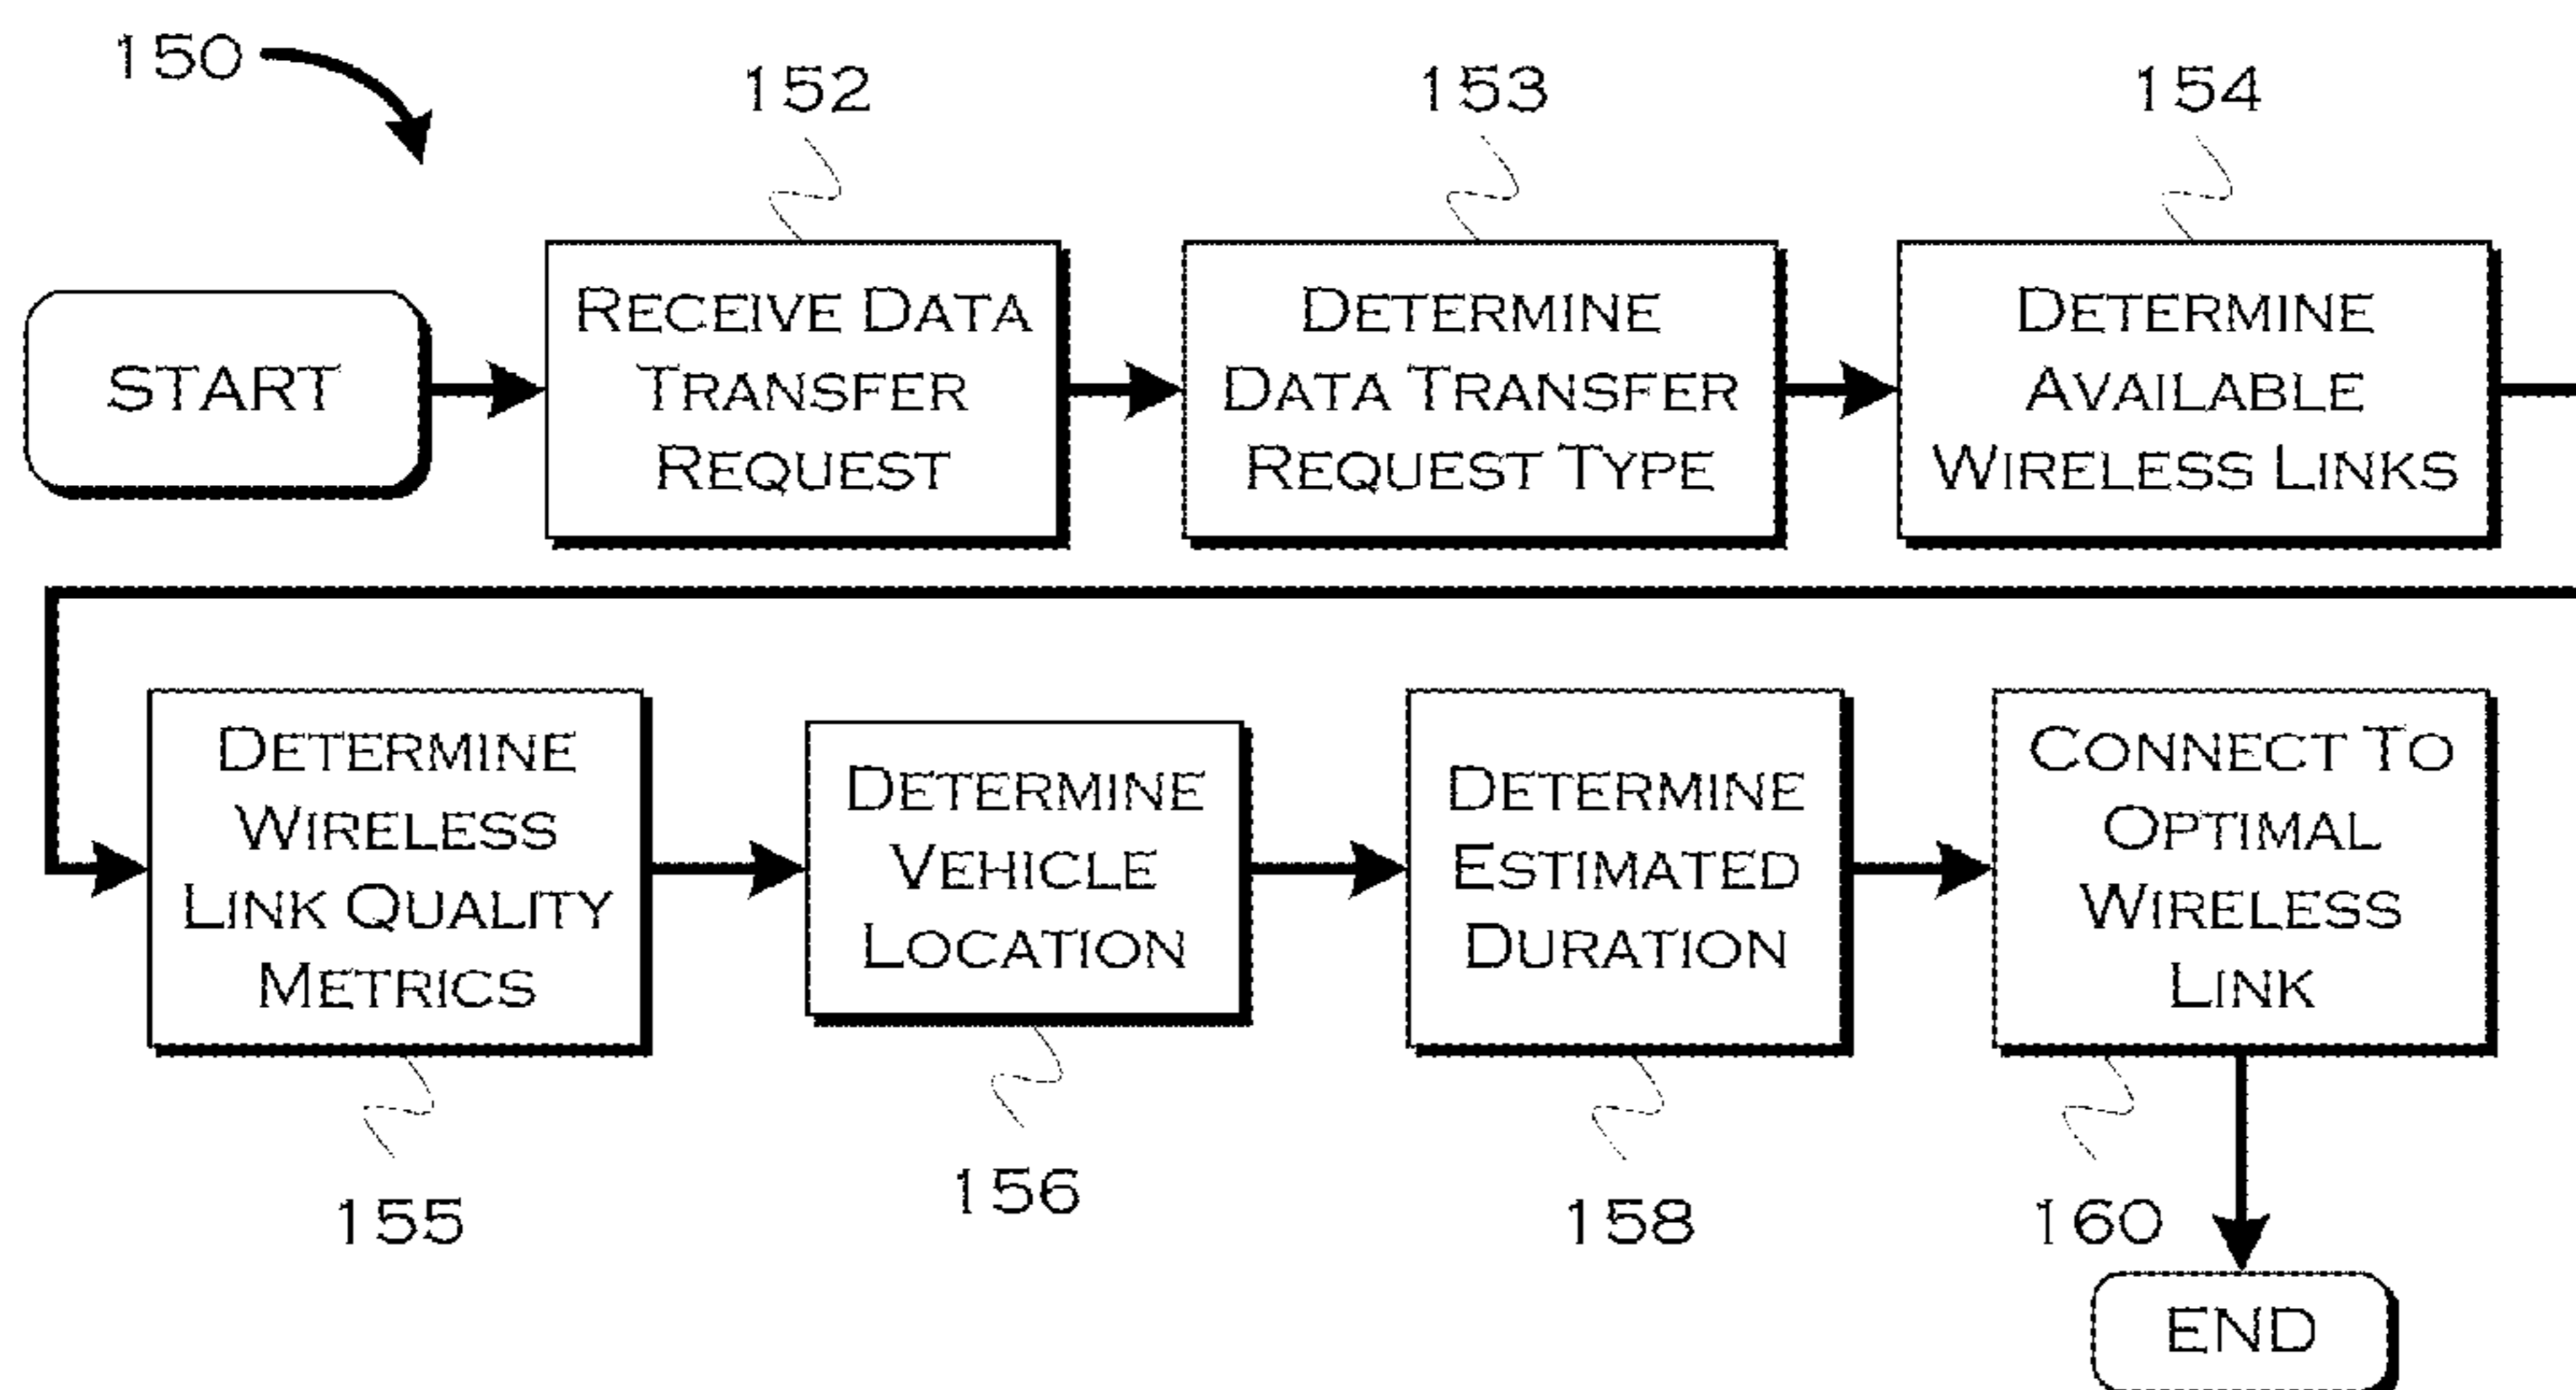 150
152
153
154
START
RECEIVE DATA
TRANSFER
REQUEST
DETERMINE
DATA TRANSFER
REQUEST TYPE
DETERMINE
AVAILABLE
WIRELESS LINKS
DETERMINE
WIRELESS
LINK QUALITY
METRICS
DETERMINE
VEHICLE
LOCATION
DETERMINE
ESTIMATED
DURATION
CONNECT TO
OPTIMAL
WIRELESS
LINK
155
156
158
160
END